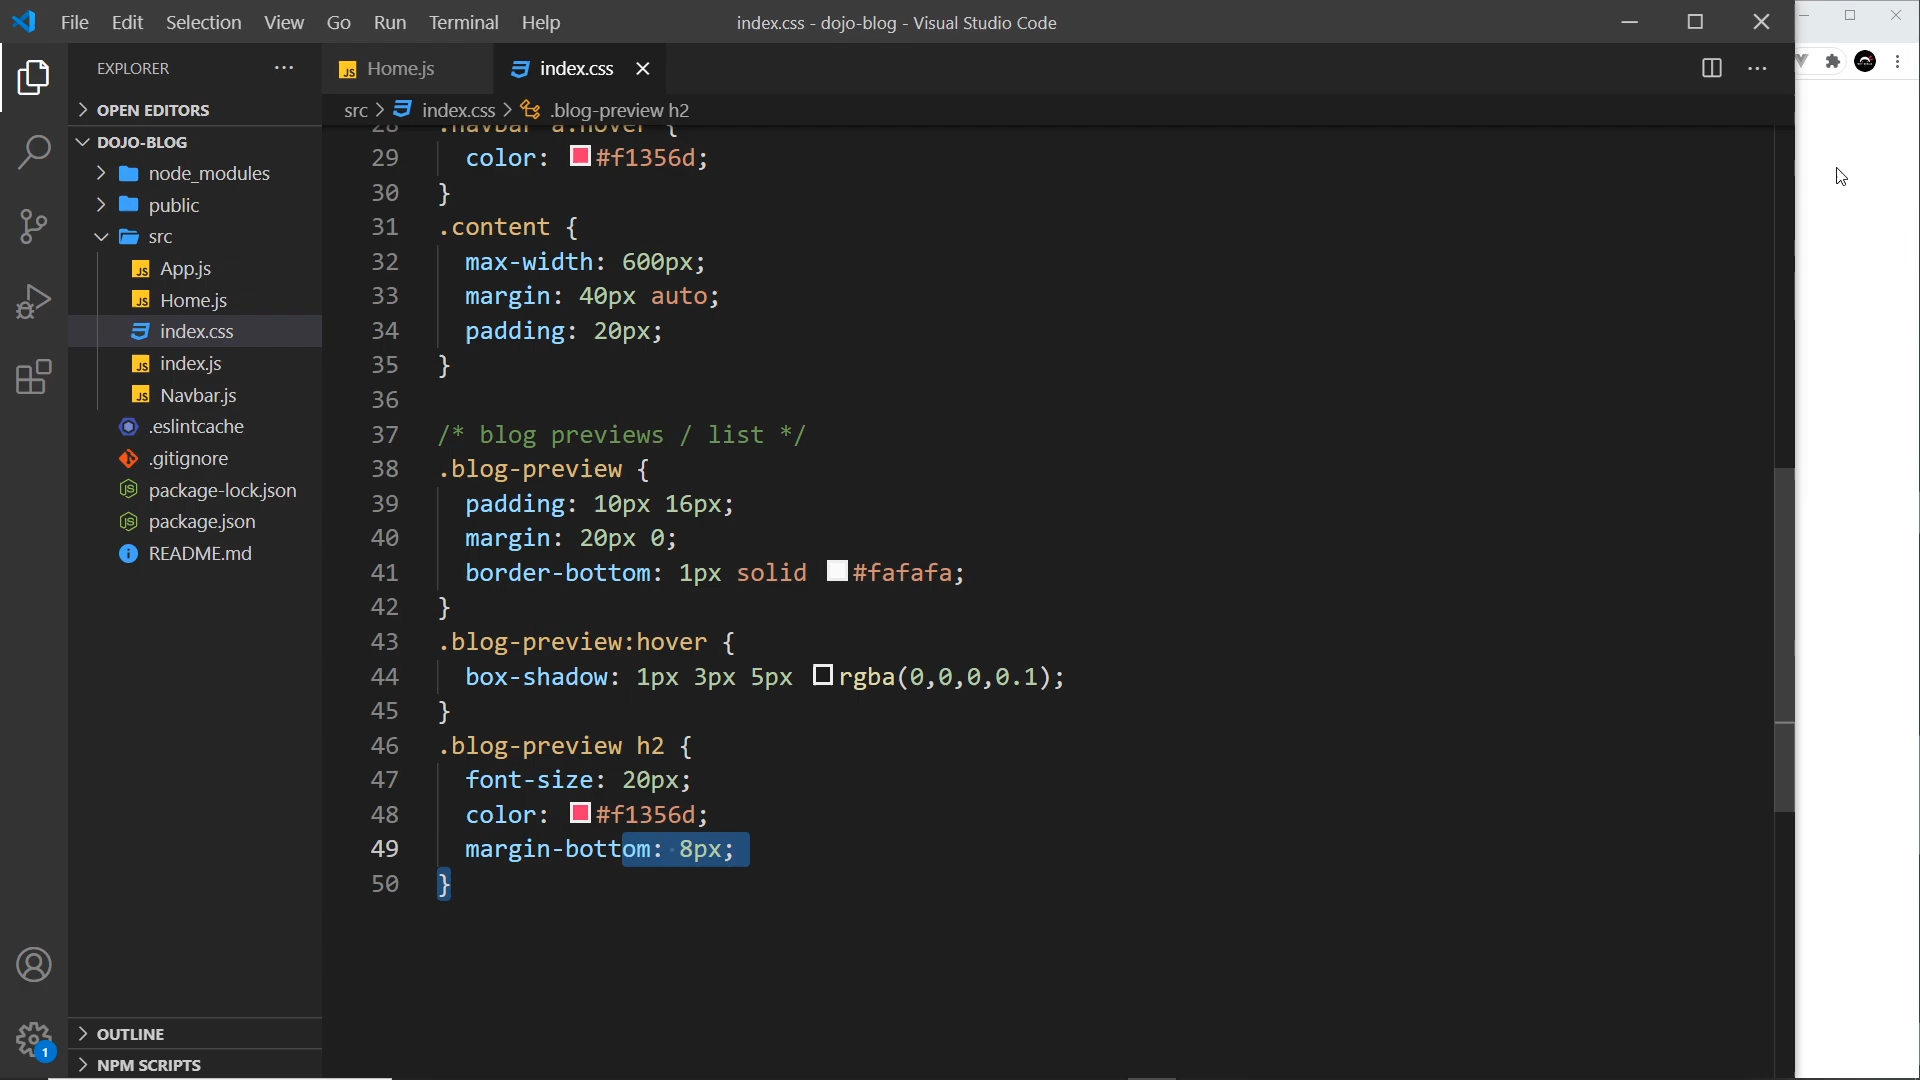 File Edit Selection View Go Run Terminal Help
index.css - dojo-blog - Visual Studio Code
EXPLORER
OPEN EDITORS
DOJO-BLOG
node_modules
public
src
App.js
Home.js
index.css
index.js
Navbar.js
.eslintcache
.gitignore
package-lock.json
package.json
README.md
OUTLINE
NPM SCRIPTS
1
Home.js
index.css
src > index.css > .blog-preview h2
28 .navbar a:hover {
29 color: #f1356d;
30 }
31 .content {
32 max-width: 600px;
33 margin: 40px auto;
34 padding: 20px;
35 }
36
37 /* blog previews / list */
38 .blog-preview {
39 padding: 10px 16px;
40 margin: 20px 0;
41 border-bottom: 1px solid #fafafa;
42 }
43 .blog-preview:hover {
44 box-shadow: 1px 3px 5px rgba(0,0,0,0.1);
45 }
46 .blog-preview h2 {
47 font-size: 20px;
48 color: #f1356d;
49 margin-bottom: 8px;
50 }